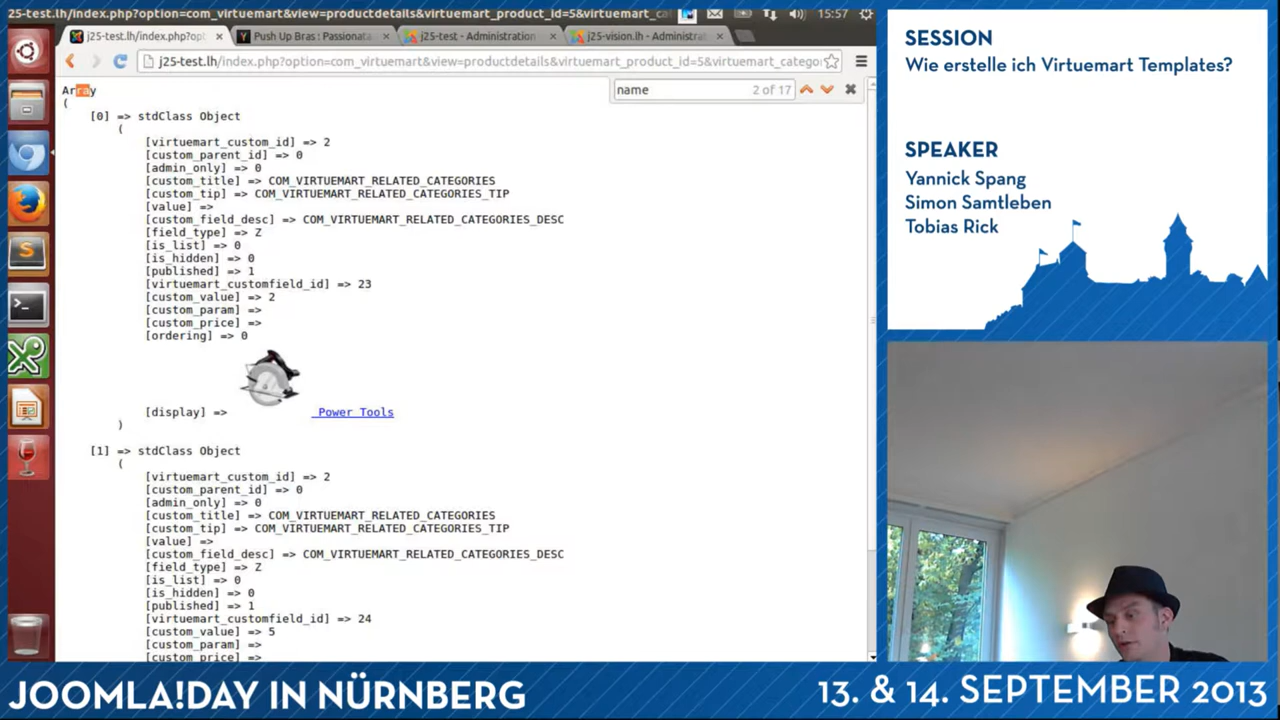 j25-test.lh/index.php?option=com_virtuemart&view=productdetails&virtuemart_product_id=5&virtuemart_ca
15:57
j25-test.lh/index.php?opt
Push Up Bras : Passionata
j25-test - Administration
j25-vision.lh - Administra
j25-test.lh/index.php?option=com_virtuemart&view=productdetails&virtuemart_product_id=5&virtuemart_catego
name
2 of 17
Array
(
[0] => stdClass Object
(
[virtuemart_custom_id] => 2
[custom_parent_id] => 0
[admin_only] => 0
[custom_title] => COM_VIRTUEMART_RELATED_CATEGORIES
[custom_tip] => COM_VIRTUEMART_RELATED_CATEGORIES_TIP
[value] =>
[custom_field_desc] => COM_VIRTUEMART_RELATED_CATEGORIES_DESC
[field_type] => Z
[is_list] => 0
[is_hidden] => 0
[published] => 1
[virtuemart_customfield_id] => 23
[custom_value] => 2
[custom_param] =>
[custom_price] =>
[ordering] => 0
[display] => Power Tools
)
[1] => stdClass Object
(
[virtuemart_custom_id] => 2
[custom_parent_id] => 0
[admin_only] => 0
[custom_title] => COM_VIRTUEMART_RELATED_CATEGORIES
[custom_tip] => COM_VIRTUEMART_RELATED_CATEGORIES_TIP
[value] =>
[custom_field_desc] => COM_VIRTUEMART_RELATED_CATEGORIES_DESC
[field_type] => Z
[is_list] => 0
[is_hidden] => 0
[published] => 1
[virtuemart_customfield_id] => 24
[custom_value] => 5
[custom_param] =>
[custom_price] =>
SESSION
Wie erstelle ich Virtuemart Templates?
SPEAKER
Yannick Spang
Simon Samtleben
Tobias Rick
JOOMLA!DAY IN NÜRNBERG
13. & 14. SEPTEMBER 2013